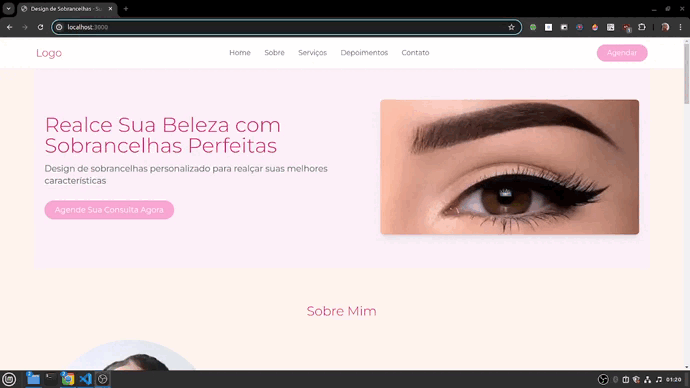 Design de Sobrancelhas - Su
localhost:3000
Logo
Home
Sobre
Serviços
Depoimentos
Contato
Agendar
Realce Sua Beleza com
Sobrancelhas Perfeitas
Design de sobrancelhas personalizado para realçar suas melhores
características
Agende Sua Consulta Agora
Sobre Mim
01:20